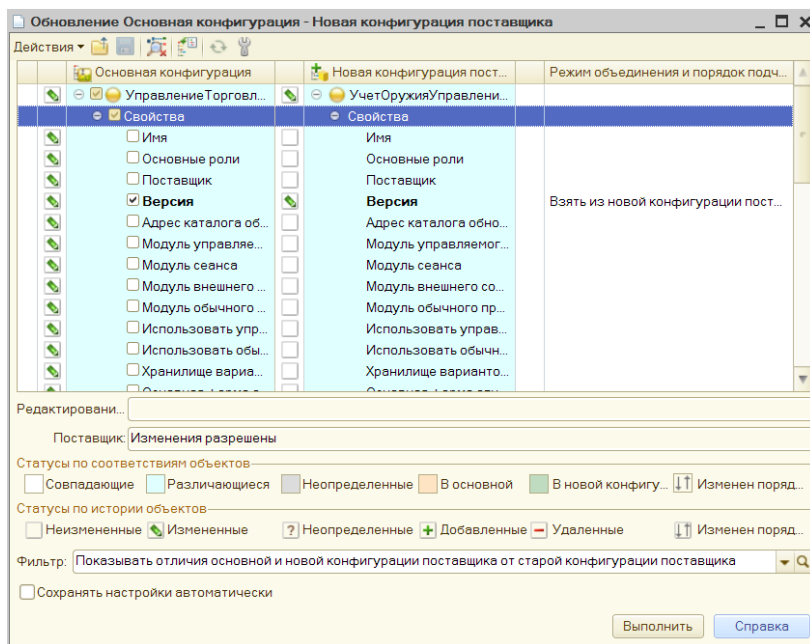 Обновление Основная конфигурация - Новая конфигурация поставщика
Действия
Основная конфигурация Новая конфигурация пост... Режим объединения и порядок подч...
УправлениеТорговл... УчетОружияУправлени...
Свойства Свойства
Имя Имя
Основные роли Основные роли
Поставщик Поставщик
Версия Версия Взять из новой конфигурации пост...
Адрес каталога об... Адрес каталога обно...
Модуль управляе... Модуль управляемог...
Модуль сеанса Модуль сеанса
Модуль внешнего ... Модуль внешнего со...
Модуль обычного ... Модуль обычного пр...
Использовать упр... Использовать управ...
Использовать обы... Использовать обычн...
Хранилище вариа... Хранилище варианто...
Редактировани...
Поставщик: Изменения разрешены
Статусы по соответствиям объектов
Совпадающие Различающиеся Неопределенные В основной В новой конфигу... Изменен поряд...
Статусы по истории объектов
Неизмененные Измененные ? Неопределенные Добавленные Удаленные Изменен поряд...
Фильтр: Показывать отличия основной и новой конфигурации поставщика от старой конфигурации поставщика
Сохранять настройки автоматически
Выполнить Справка